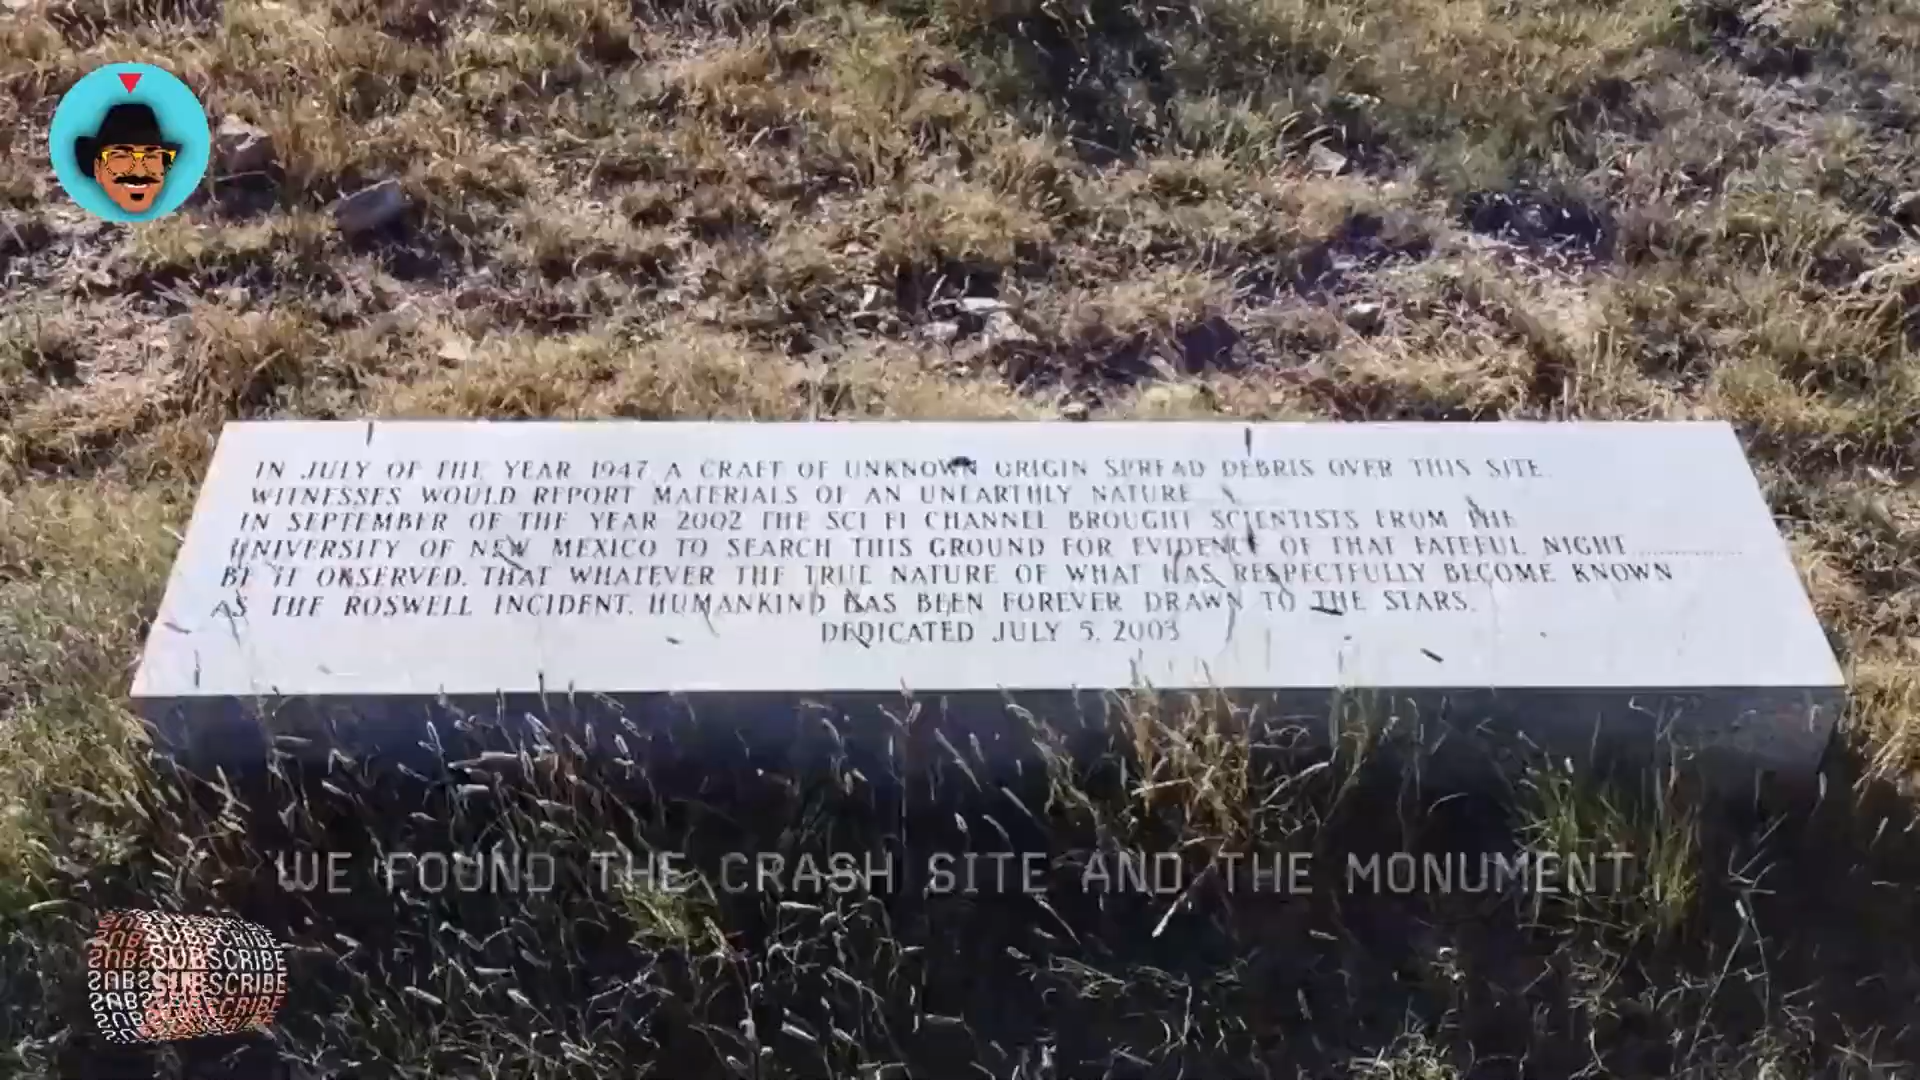 IN JULY OF THE YEAR 1947 A CRAFT OF UNKNOWN ORIGIN SPREAD DEBRIS OVER THIS SITE.
WITNESSES WOULD REPORT MATERIALS OF AN UNEARTHLY NATURE
IN SEPTEMBER OF THE YEAR 2002 THE SCI FI CHANNEL BROUGHT SCIENTISTS FROM THE
UNIVERSITY OF NEW MEXICO TO SEARCH THIS GROUND FOR EVIDENCE OF THAT FATEFUL NIGHT..............
BE IT OBSERVED, THAT WHATEVER THE TRUE NATURE OF WHAT HAS RESPECTFULLY BECOME KNOWN
AS THE ROSWELL INCIDENT, HUMANKIND HAS BEEN FOREVER DRAWN TO THE STARS.
DEDICATED JULY 5, 2003
WE FOUND THE CRASH SITE AND THE MONUMENT
SUBSCRIBE
SUBSCRIBE
SUBSCRIBE
SUBSCRIBE
SUBSCRIBE